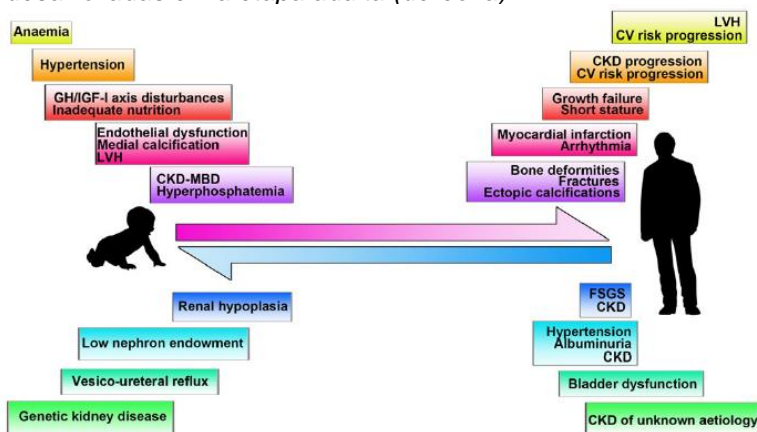 Anaemia
Hypertension
GH/IGF-I axis disturbances
Inadequate nutrition
Endothelial dysfunction
Medial calcification
LVH
CKD-MBD
Hyperphosphatemia
LVH
CV risk progression
CKD progression
CV risk progression
Growth failure
Short stature
Myocardial infarction
Arrhythmia
Bone deformities
Fractures
Ectopic calcifications
Renal hypoplasia
Low nephron endowment
Vesico-ureteral reflux
Genetic kidney disease
FSGS
CKD
Hypertension
Albuminuria
CKD
Bladder dysfunction
CKD of unknown aetiology